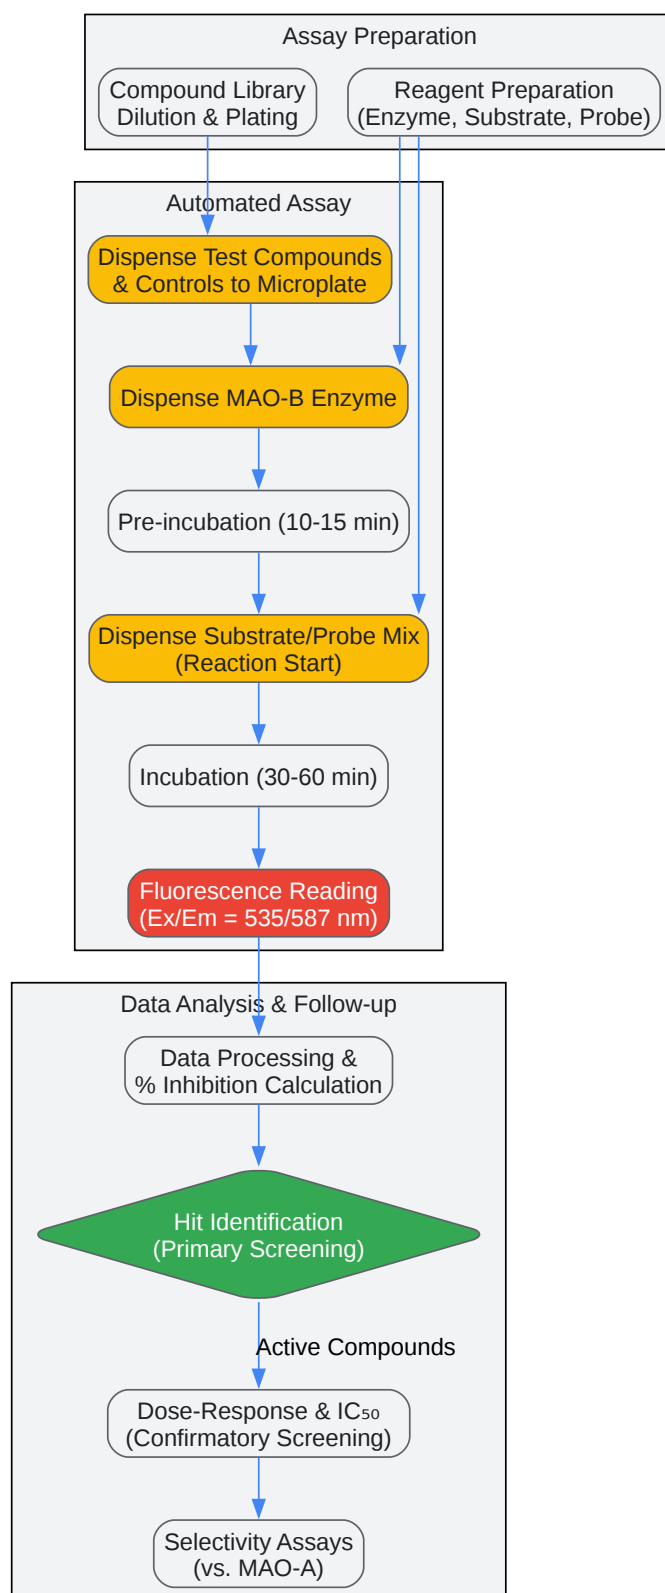 Assay Preparation
Compound Library
Dilution & Plating
Reagent Preparation
(Enzyme, Substrate, Probe)
Automated Assay
Dispense Test Compounds
& Controls to Microplate
Dispense MAO-B Enzyme
Pre-incubation (10-15 min)
Dispense Substrate/Probe Mix
(Reaction Start)
Incubation (30-60 min)
Fluorescence Reading
(Ex/Em = 535/587 nm)
Data Analysis & Follow-up
Data Processing &
% Inhibition Calculation
Hit Identification
(Primary Screening)
Active Compounds
Dose-Response & IC₅₀
(Confirmatory Screening)
Selectivity Assays
(vs. MAO-A)